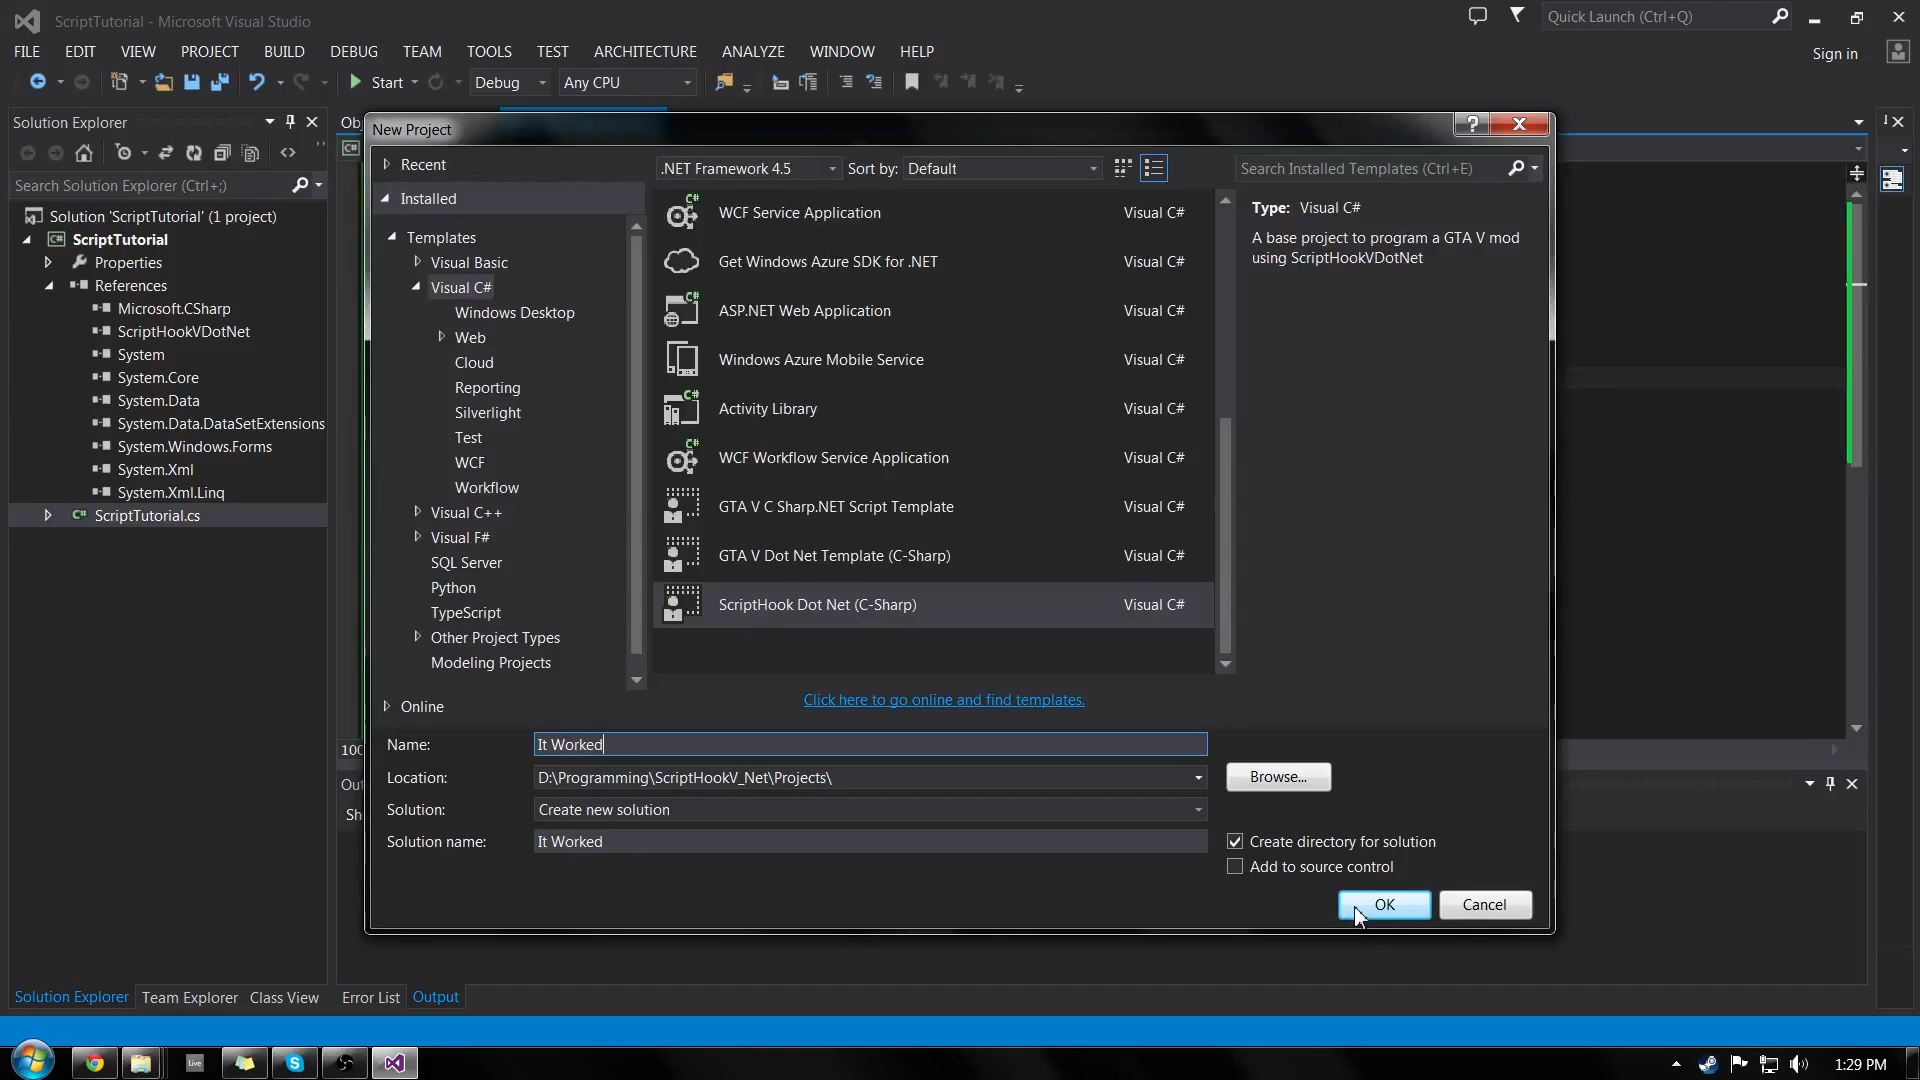 ScriptTutorial - Microsoft Visual Studio
Quick Launch (Ctrl+Q)
FILE EDIT VIEW PROJECT BUILD DEBUG TEAM TOOLS TEST ARCHITECTURE ANALYZE WINDOW HELP
Sign in
Start Debug Any CPU
Solution Explorer
Search Solution Explorer (Ctrl+;)
Solution 'ScriptTutorial' (1 project)
C# ScriptTutorial
Properties
References
Microsoft.CSharp
ScriptHookVDotNet
System
System.Core
System.Data
System.Data.DataSetExtensions
System.Windows.Forms
System.Xml
System.Xml.Linq
C# ScriptTutorial.cs
Solution Explorer Team Explorer Class View
Obj
C#
100
Out
Sh
Error List Output
New Project
?
Recent
Installed
Templates
Visual Basic
Visual C#
Windows Desktop
Web
Cloud
Reporting
Silverlight
Test
WCF
Workflow
Visual C++
Visual F#
SQL Server
Python
TypeScript
Other Project Types
Modeling Projects
Online
.NET Framework 4.5 Sort by: Default
Search Installed Templates (Ctrl+E)
C# WCF Service Application Visual C#
Get Windows Azure SDK for .NET Visual C#
C# ASP.NET Web Application Visual C#
Windows Azure Mobile Service Visual C#
C# Activity Library Visual C#
C# WCF Workflow Service Application Visual C#
GTA V C Sharp.NET Script Template Visual C#
GTA V Dot Net Template (C-Sharp) Visual C#
ScriptHook Dot Net (C-Sharp) Visual C#
Click here to go online and find templates.
Type: Visual C#
A base project to program a GTA V mod
using ScriptHookVDotNet
Name: It Worked
Location: D:\Programming\ScriptHookV_Net\Projects\
Browse...
Solution: Create new solution
Solution name: It Worked
Create directory for solution
Add to source control
OK Cancel
Live
1:29 PM